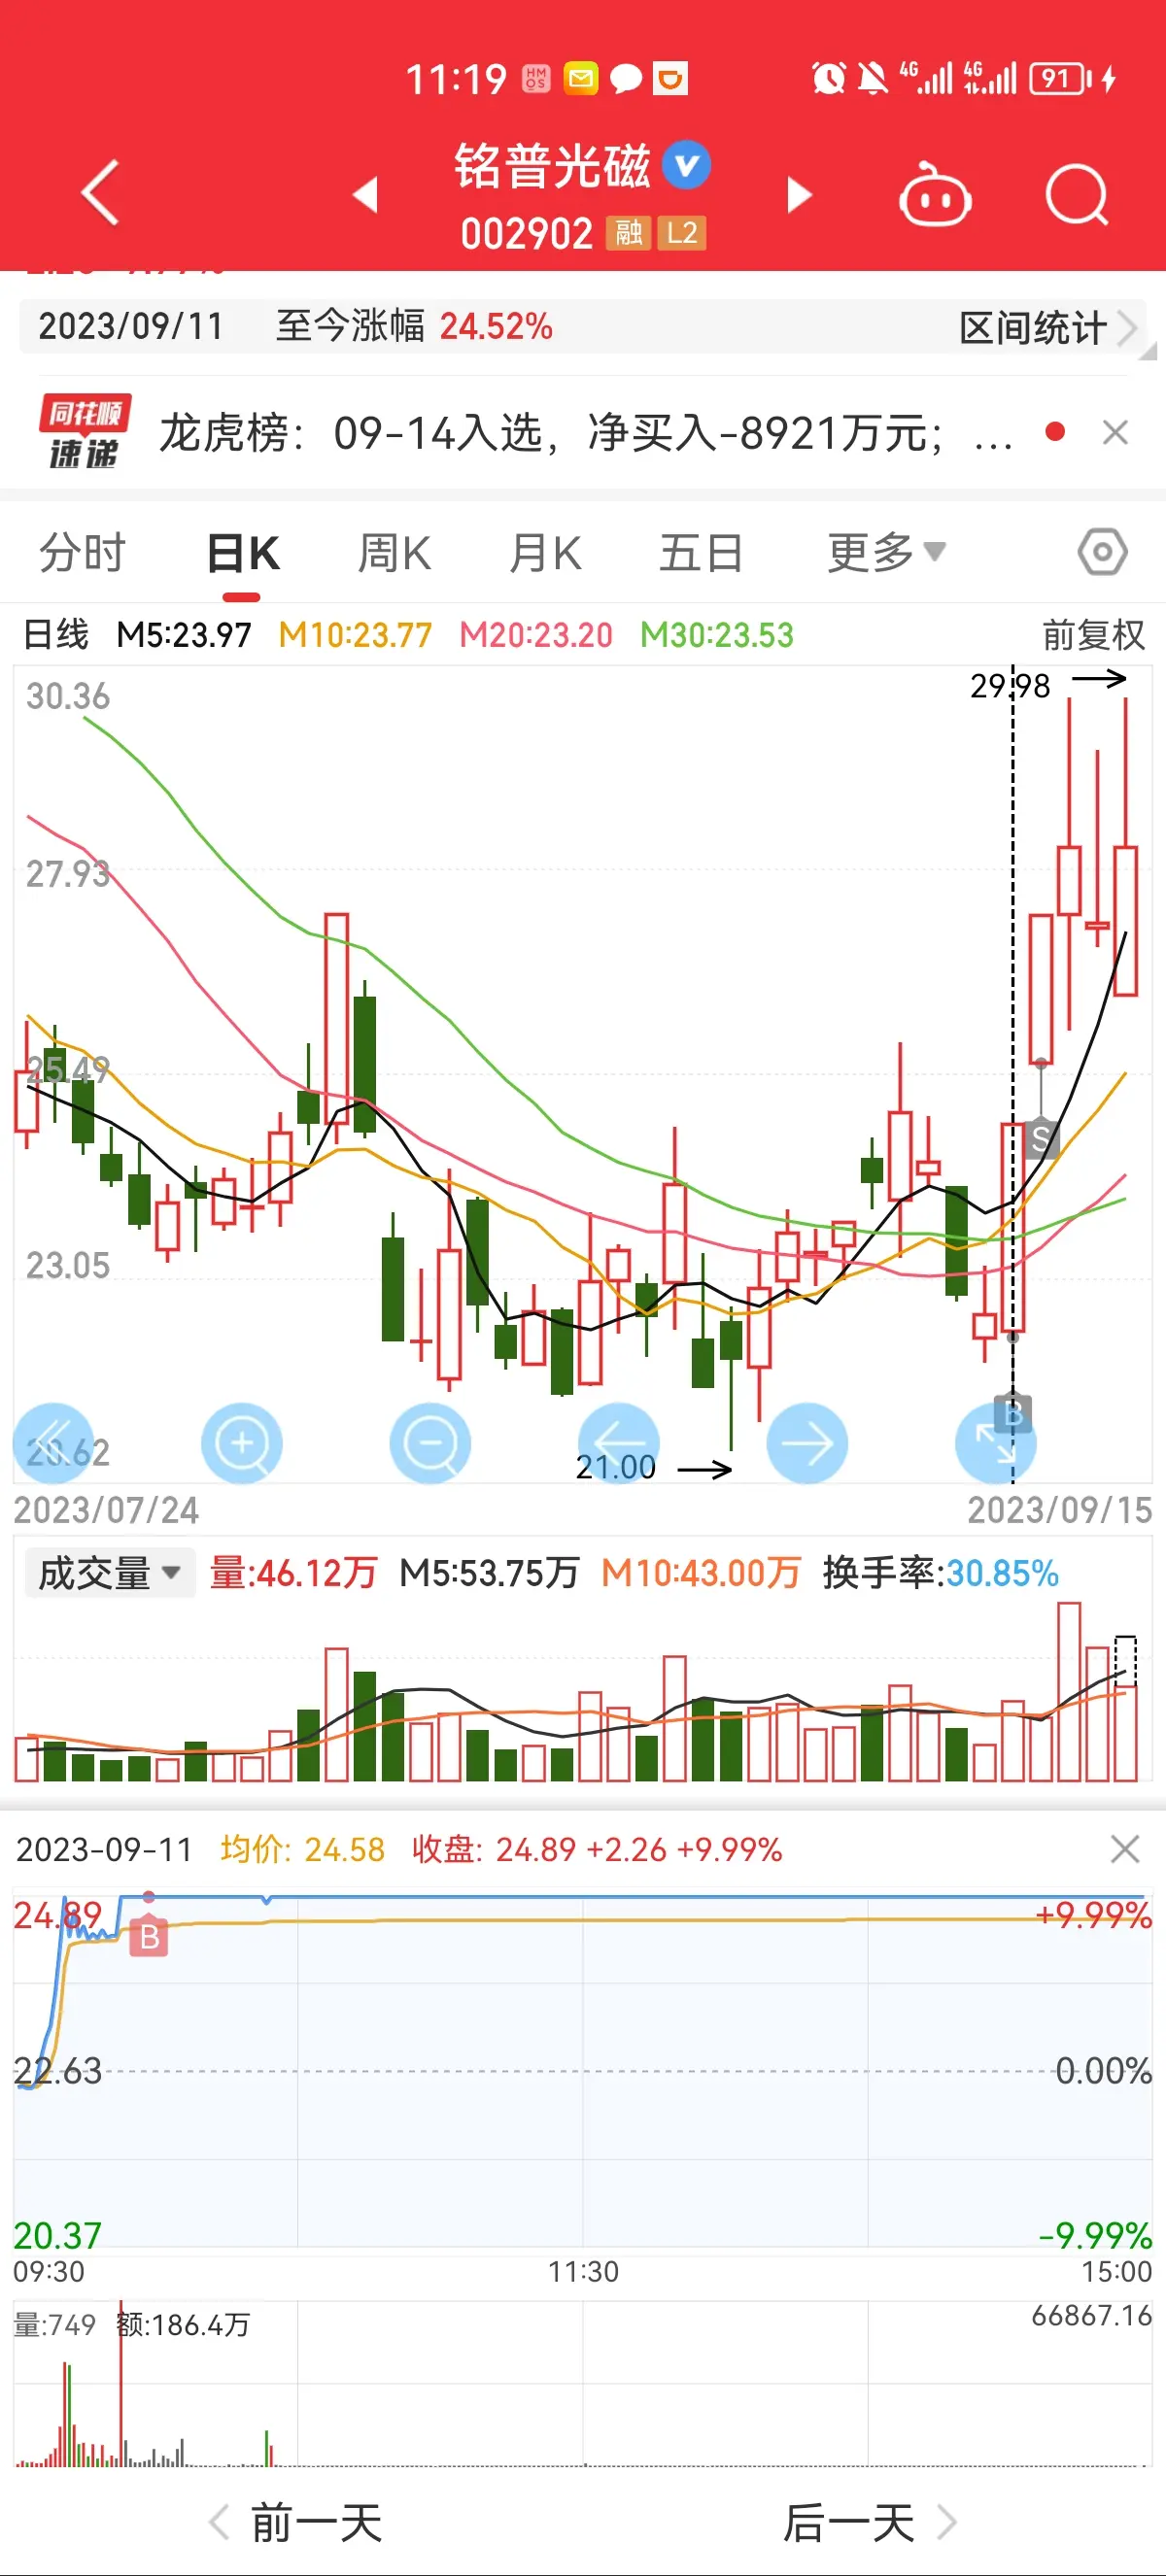 11:19 HM OS 4G 4G 91
铭普光磁
002902 融 L2
2023/09/11 至今涨幅 24.52% 区间统计
同花顺
速递
龙虎榜：09-14入选，净买入-8921万元；...
分时 日K 周K 月K 五日 更多
日线 M5:23.97 M10:23.77 M20:23.20 M30:23.53 前复权
30.36
29.98
27.93
25.49
S
23.05
B
20.62
21.00
2023/07/24 2023/09/15
成交量 量:46.12万 M5:53.75万 M10:43.00万 换手率:30.85%
2023-09-11 均价: 24.58 收盘: 24.89 +2.26 +9.99%
24.89 +9.99%
B
22.63 0.00%
20.37 -9.99%
09:30 11:30 15:00
量:749 额:186.4万 66867.16
前一天 后一天